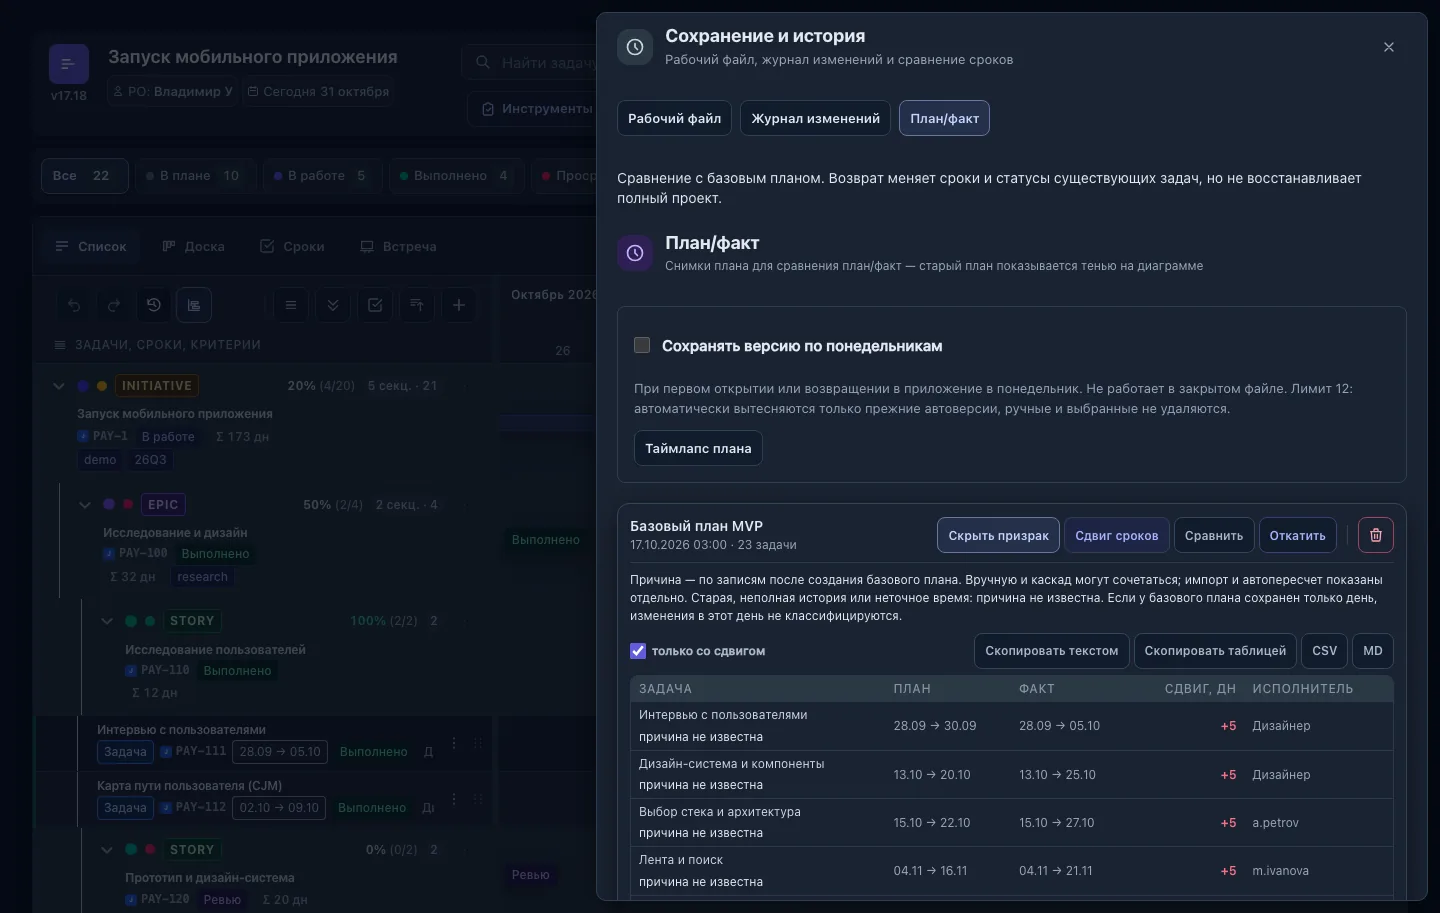 Запуск мобильного приложения
v17.18
PO: Владимир У
Сегодня 31 октября
Найти задачу
Инструменты
Все 22
В плане 10
В работе 5
Выполнено 4
Проср
Список
Доска
Сроки
Встреча
Октябрь 2026
26
ЗАДАЧИ, СРОКИ, КРИТЕРИИ
INITIATIVE
20% (4/20) 5 секц. · 21
Запуск мобильного приложения
PAY-1 В работе Σ 173 дн
demo 26Q3
EPIC
50% (2/4) 2 секц. · 4
Исследование и дизайн
PAY-100 Выполнено
Σ 32 дн research
Выполнено
STORY
100% (2/2) 2
Исследование пользователей
PAY-110 Выполнено
Σ 12 дн
Интервью с пользователями
Задача PAY-111 28.09 → 05.10 Выполнено Д
Карта пути пользователя (CJM)
Задача PAY-112 02.10 → 09.10 Выполнено
STORY
0% (0/2) 2
Прототип и дизайн-система
PAY-120 Ревью Σ 20 дн
Ревью
Сохранение и история
Рабочий файл, журнал изменений и сравнение сроков
Рабочий файл
Журнал изменений
План/факт
Сравнение с базовым планом. Возврат меняет сроки и статусы существующих задач, но не восстанавливает
полный проект.
План/факт
Снимки плана для сравнения план/факт — старый план показывается тенью на диаграмме
Сохранять версию по понедельникам
При первом открытии или возвращении в приложение в понедельник. Не работает в закрытом файле. Лимит 12:
автоматически вытесняются только прежние автоверсии, ручные и выбранные не удаляются.
Таймлапс плана
Базовый план MVP
17.10.2026 03:00 · 23 задачи
Скрыть призрак
Сдвиг сроков
Сравнить
Откатить
Причина — по записям после создания базового плана. Вручную и каскад могут сочетаться; импорт и автопересчет показаны
отдельно. Старая, неполная история или неточное время: причина не известна. Если у базового плана сохранен только день,
изменения в этот день не классифицируются.
только со сдвигом
Скопировать текстом
Скопировать таблицей
CSV
MD
ЗАДАЧА ПЛАН ФАКТ СДВИГ, ДН ИСПОЛНИТЕЛЬ
Интервью с пользователями
причина не известна
28.09 → 30.09 28.09 → 05.10 +5 Дизайнер
Дизайн-система и компоненты
причина не известна
13.10 → 20.10 13.10 → 25.10 +5 Дизайнер
Выбор стека и архитектура
причина не известна
15.10 → 22.10 15.10 → 27.10 +5 a.petrov
Лента и поиск
причина не известна
04.11 → 16.11 04.11 → 21.11 +5 m.ivanova